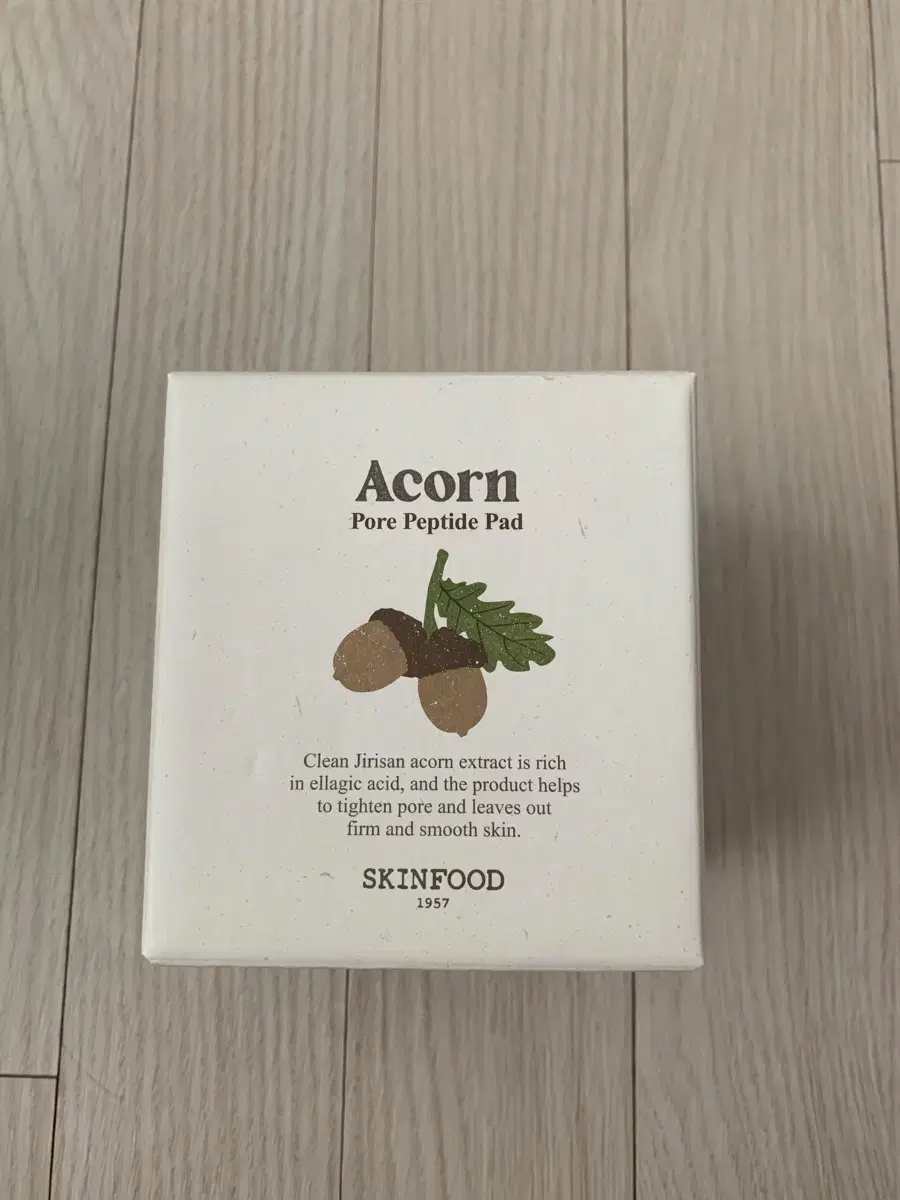 Acorn
Pore Peptide Pad
Clean Jirisan acorn extract is rich
in ellagic acid, and the product helps
to tighten pore and leaves out
firm and smooth skin.
SKINFOOD
1957